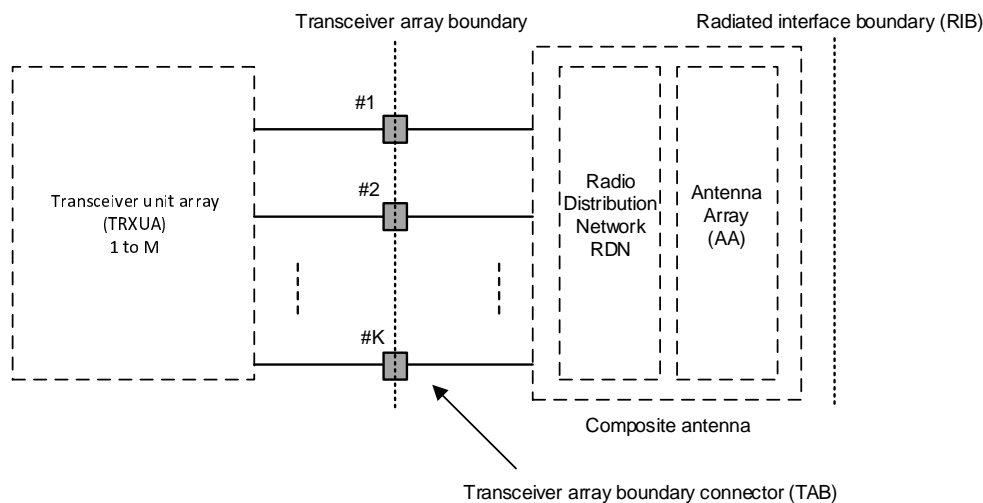 Transceiver array boundary
Radiated interface boundary (RIB)
#1
#2
#K
Transceiver unit array
(TRXUA)
1 to M
Radio
Distribution
Network
RDN
Antenna
Array
(AA)
Composite antenna
Transceiver array boundary connector (TAB)